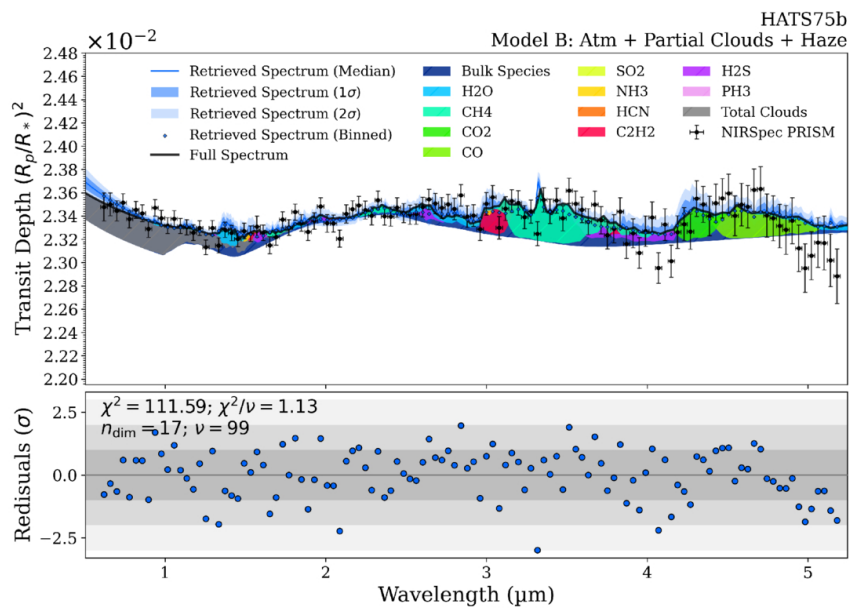 HATS75b
Model B: Atm + Partial Clouds + Haze
×10⁻²
2.48
2.46
2.44
2.42
2.40
2.38
2.36
2.34
2.32
2.30
2.28
2.26
2.24
2.22
2.20
Transit Depth (Rₚ/R*)²
Retrieved Spectrum (Median)
Retrieved Spectrum (1σ)
Retrieved Spectrum (2σ)
Retrieved Spectrum (Binned)
Full Spectrum
Bulk Species
H2O
CH4
CO2
CO
SO2
NH3
HCN
C2H2
H2S
PH3
Total Clouds
NIRSpec PRISM
χ² = 111.59; χ²/ν = 1.13
n_dim = 17; ν = 99
Redisuals (σ)
2.5
0.0
−2.5
1 2 3 4 5
Wavelength (μm)